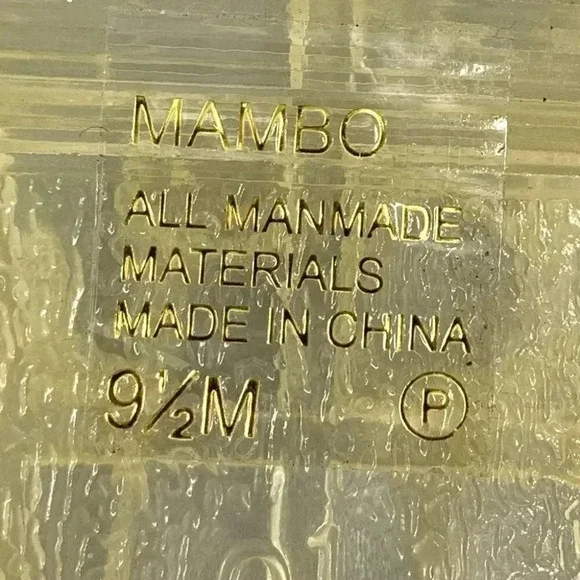 MAMBO
ALL MANMADE
MATERIALS
MADE IN CHINA
9½M Ⓟ